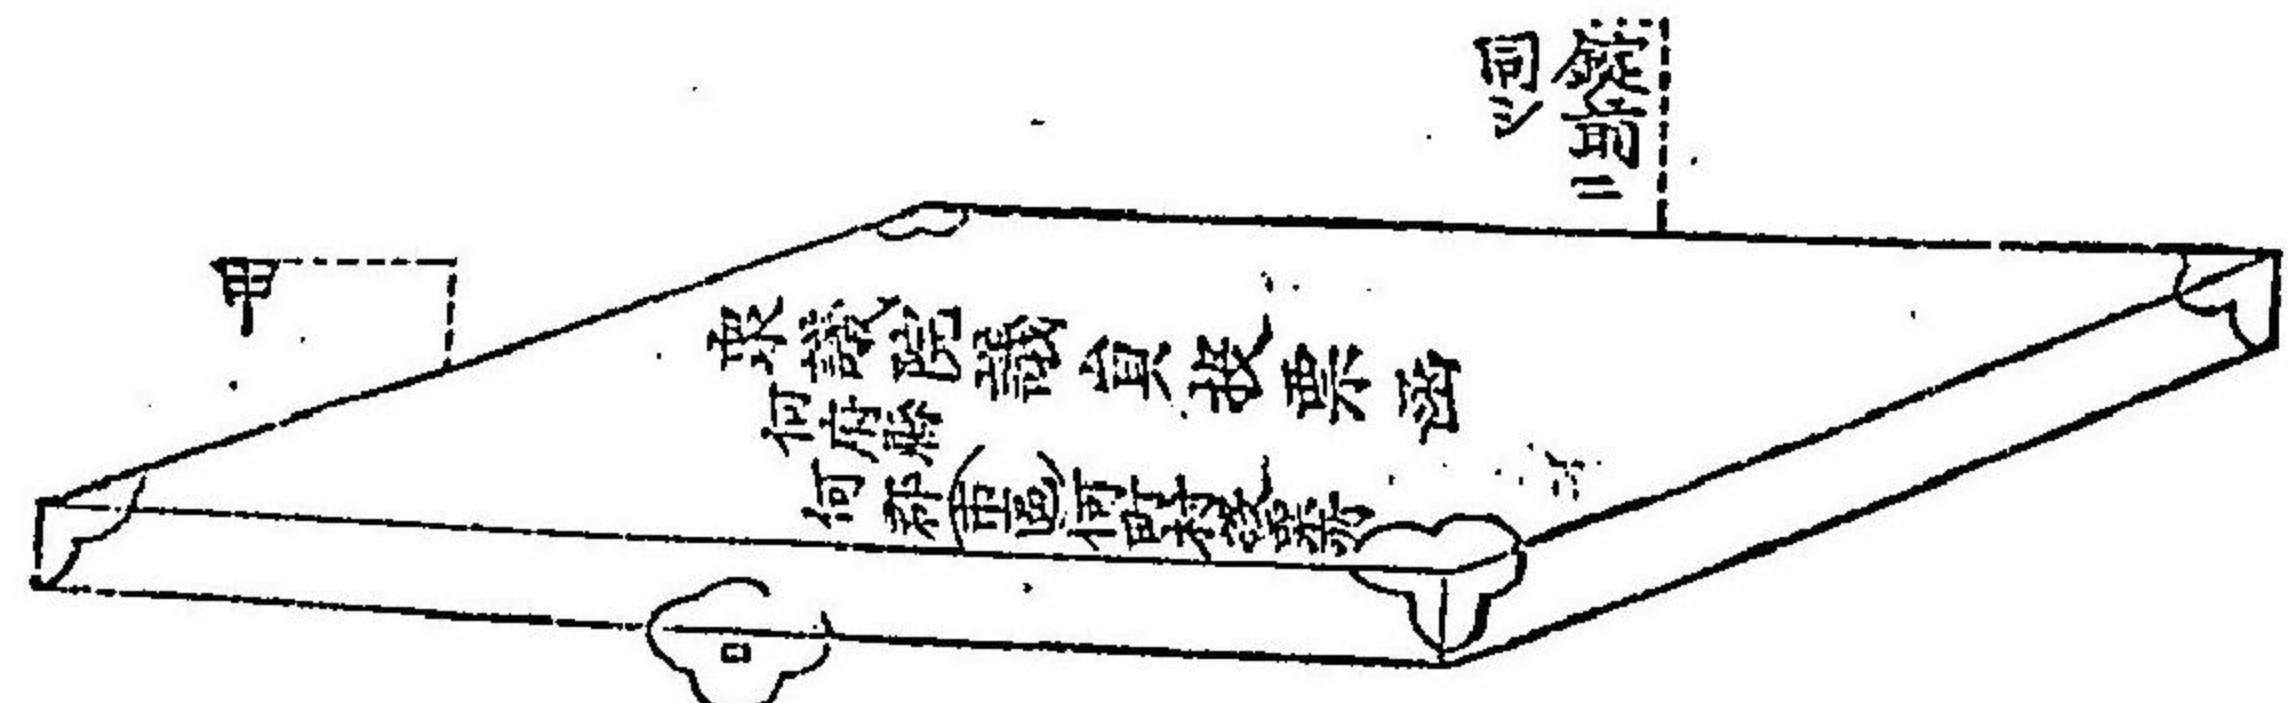 錠前ニ
同シ
甲
衆議院議員投票函
何府縣
何郡(市區)何町村投票所